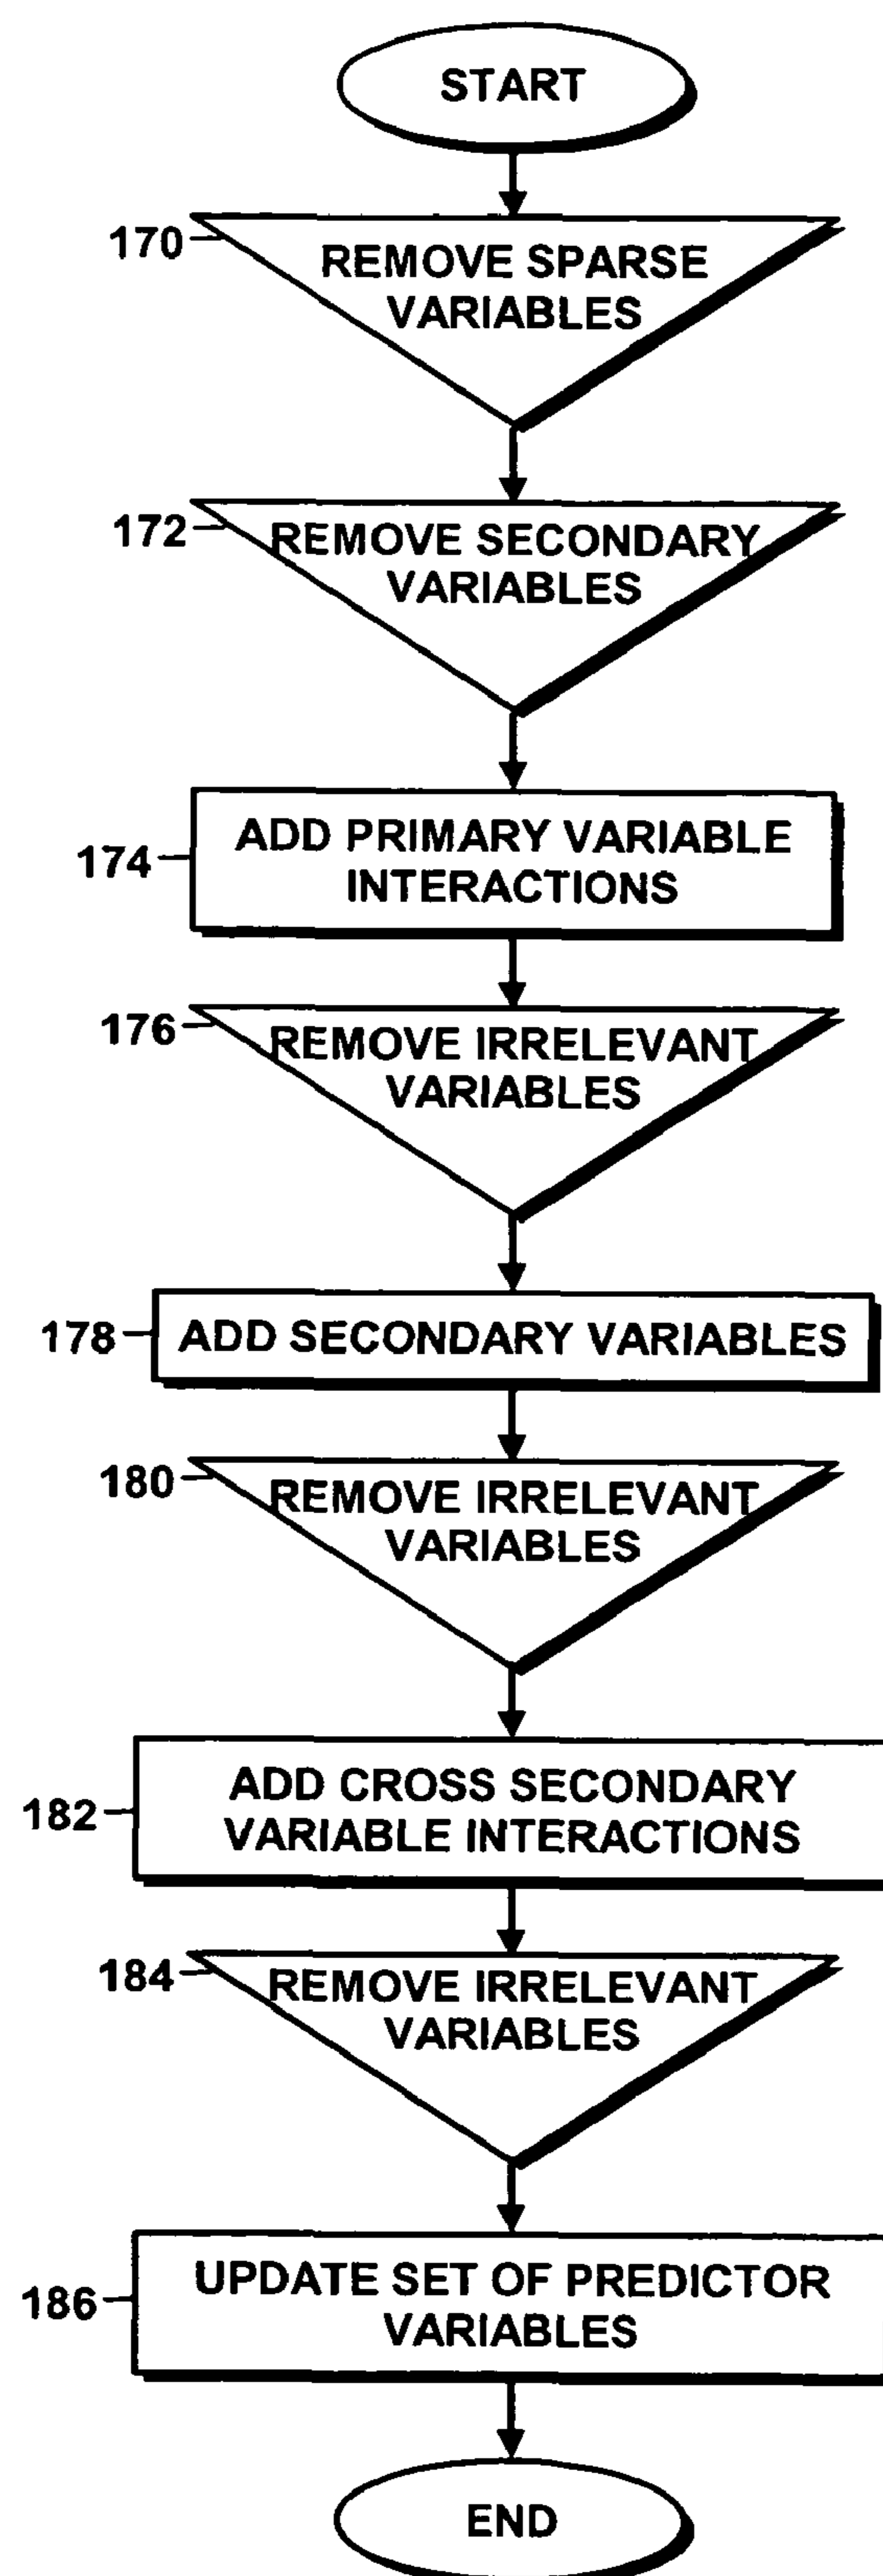 START
170
REMOVE SPARSE
VARIABLES
172
REMOVE SECONDARY
VARIABLES
174
ADD PRIMARY VARIABLE
INTERACTIONS
176
REMOVE IRRELEVANT
VARIABLES
178
ADD SECONDARY VARIABLES
180
REMOVE IRRELEVANT
VARIABLES
182
ADD CROSS SECONDARY
VARIABLE INTERACTIONS
184
REMOVE IRRELEVANT
VARIABLES
186
UPDATE SET OF PREDICTOR
VARIABLES
END